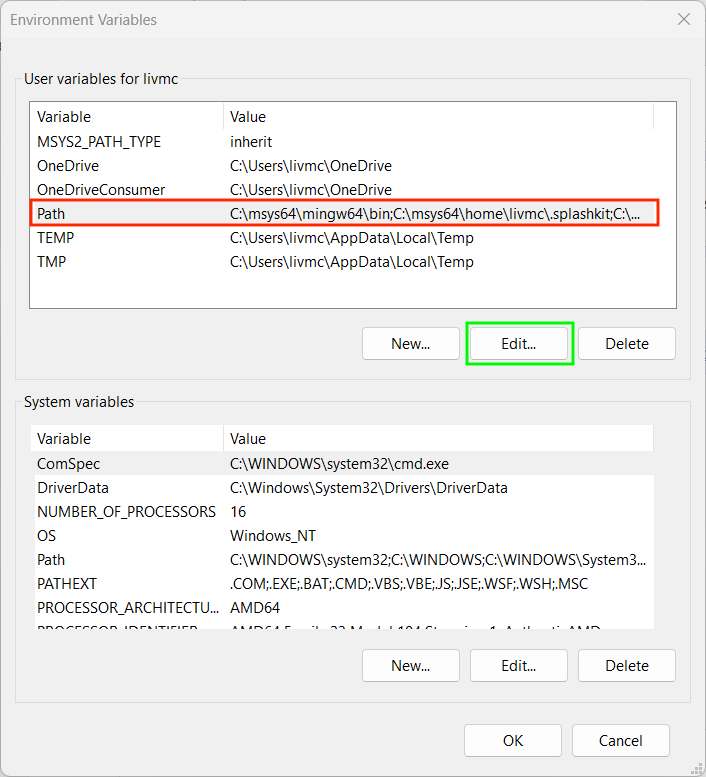 Environment Variables
User variables for livmc
Variable Value
MSYS2_PATH_TYPE inherit
OneDrive C:\Users\livmc\OneDrive
OneDriveConsumer C:\Users\livmc\OneDrive
Path C:\msys64\mingw64\bin;C:\msys64\home\livmc\.splashkit;C:\...
TEMP C:\Users\livmc\AppData\Local\Temp
TMP C:\Users\livmc\AppData\Local\Temp
New... Edit... Delete
System variables
Variable Value
ComSpec C:\WINDOWS\system32\cmd.exe
DriverData C:\Windows\System32\Drivers\DriverData
NUMBER_OF_PROCESSORS 16
OS Windows_NT
Path C:\WINDOWS\system32;C:\WINDOWS;C:\WINDOWS\System3...
PATHEXT .COM;.EXE;.BAT;.CMD;.VBS;.VBE;.JS;.JSE;.WSF;.WSH;.MSC
PROCESSOR_ARCHITECTU... AMD64
New... Edit... Delete
OK Cancel